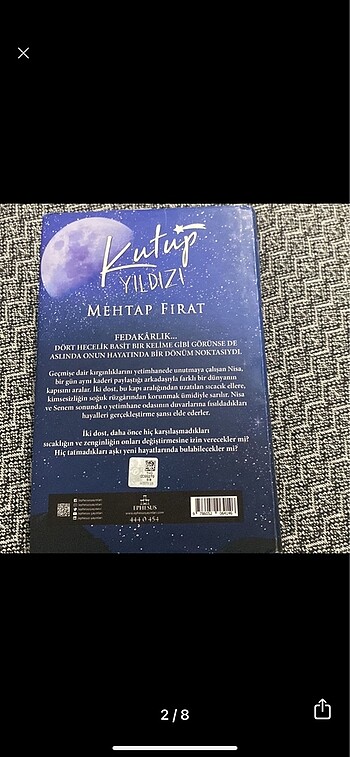 Kutup
YILDIZI
MEHTAP FIRAT
FEDAKÂRLIK...
DÖRT HECELİK BASİT BİR KELİME GİBİ GÖRÜNSE DE
ASLINDA ONUN HAYATINDA BİR DÖNÜM NOKTASIYDI.
Geçmişe dair kırgınlıklarını yetimhanede unutmaya çalışan Nisa,
bir gün aynı kaderi paylaştığı arkadaşıyla farklı bir dünyanın
kapısını aralar. İki dost, bu kapı aralığından uzatılan sıcacık ellere,
kimsesizliğin soğuk rüzgârından korunmak ümidiyle sarılır. Nisa
ve Senem sonunda o yetimhane odasının duvarlarına fısıldadıkları
hayalleri gerçekleştirme şansı elde ederler.
İki dost, daha önce hiç karşılaşmadıkları
sıcaklığın ve zenginliğin onları değiştirmesine izin verecekler mi?
Hiç tatmadıkları aşkı yeni hayatlarında bulabilecekler mi?
EPHESUS
www.ephesusyayinlari.com
444 0 454
2/8